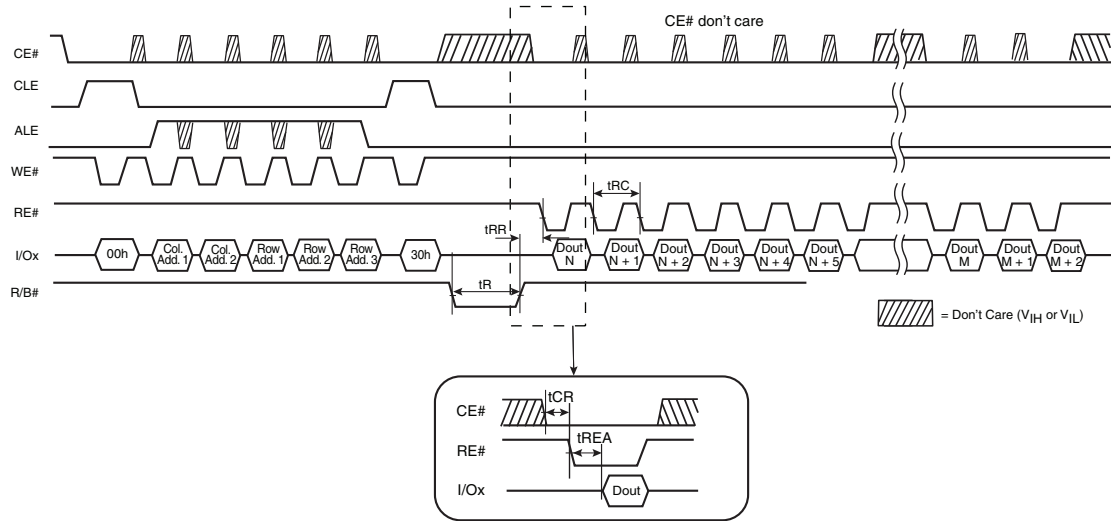 CE# don't care
CE#
CLE
ALE
WE#
tRC
RE#
tRR
I/Ox
00h
Col. Add. 1
Col. Add. 2
Row Add. 1
Row Add. 2
Row Add. 3
30h
Dout N
Dout N + 1
Dout N + 2
Dout N + 3
Dout N + 4
Dout N + 5
Dout M
Dout M + 1
Dout M + 2
tR
R/B#
= Don't Care (VIH or VIL)
tCR
CE#
tREA
RE#
I/Ox
Dout